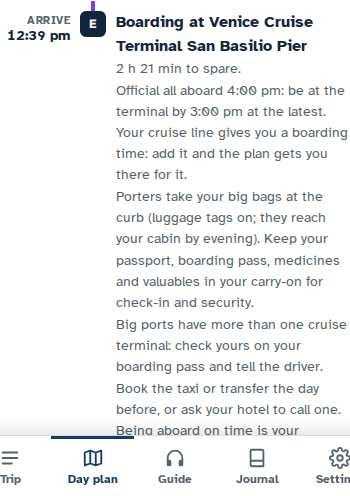 ARRIVE
12:39 pm
E
Boarding at Venice Cruise
Terminal San Basilio Pier
2 h 21 min to spare.
Official all aboard 4:00 pm: be at the
terminal by 3:00 pm at the latest.
Your cruise line gives you a boarding
time: add it and the plan gets you
there for it.
Porters take your big bags at the
curb (luggage tags on; they reach
your cabin by evening). Keep your
passport, boarding pass, medicines
and valuables in your carry-on for
check-in and security.
Big ports have more than one cruise
terminal: check yours on your
boarding pass and tell the driver.
Book the taxi or transfer the day
before, or ask your hotel to call one.
Being aboard on time is your
Trip
Day plan
Guide
Journal
Settin